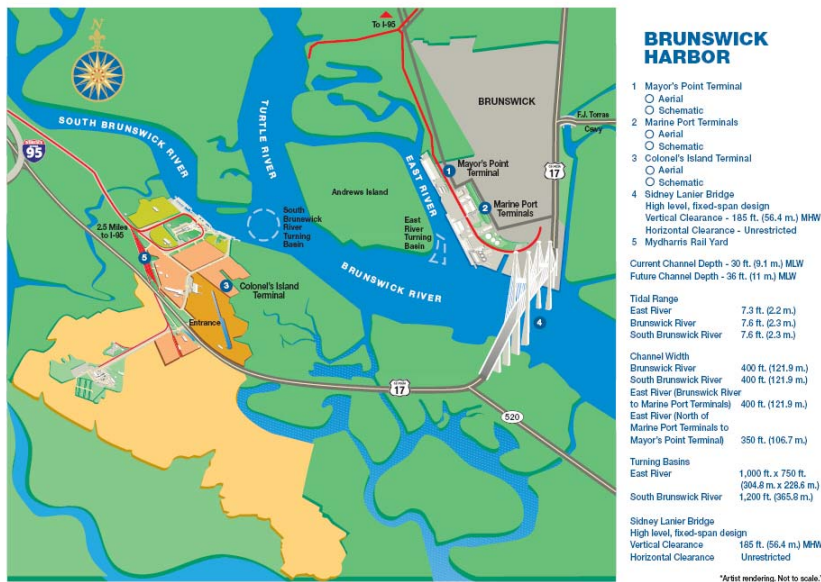 N
To I-95
SOUTH BRUNSWICK RIVER
TURTLE RIVER
BRUNSWICK
F.J. Torras
Cswy
INTERSTATE
95
EAST RIVER
1
Mayor's Point
Terminal
17
Andrews Island
2
Marine Port
Terminals
2.5 Miles
to I-95
South
Brunswick
River
Turning
Basin
East
River
Turning
Basin
5
BRUNSWICK RIVER
3
Colonel's Island
Terminal
Entrance
4
17
520
BRUNSWICK
HARBOR
1 Mayor's Point Terminal
Aerial
Schematic
2 Marine Port Terminals
Aerial
Schematic
3 Colonel's Island Terminal
Aerial
Schematic
4 Sidney Lanier Bridge
High level, fixed-span design
Vertical Clearance - 185 ft. (56.4 m.) MHW
Horizontal Clearance - Unrestricted
5 Mydharris Rail Yard
Current Channel Depth - 30 ft. (9.1 m.) MLW
Future Channel Depth - 36 ft. (11 m.) MLW
Tidal Range
East River 7.3 ft. (2.2 m.)
Brunswick River 7.6 ft. (2.3 m.)
South Brunswick River 7.6 ft. (2.3 m.)
Channel Width
Brunswick River 400 ft. (121.9 m.)
South Brunswick River 400 ft. (121.9 m.)
East River (Brunswick River
to Marine Port Terminals) 400 ft. (121.9 m.)
East River (North of
Marine Port Terminals to
Mayor's Point Terminal) 350 ft. (106.7 m.)
Turning Basins
East River 1,000 ft. x 750 ft.
(304.8 m. x 228.6 m.)
South Brunswick River 1,200 ft. (365.8 m.)
Sidney Lanier Bridge
High level, fixed-span design
Vertical Clearance 185 ft. (56.4 m.) MHW
Horizontal Clearance Unrestricted
*Artist rendering. Not to scale.